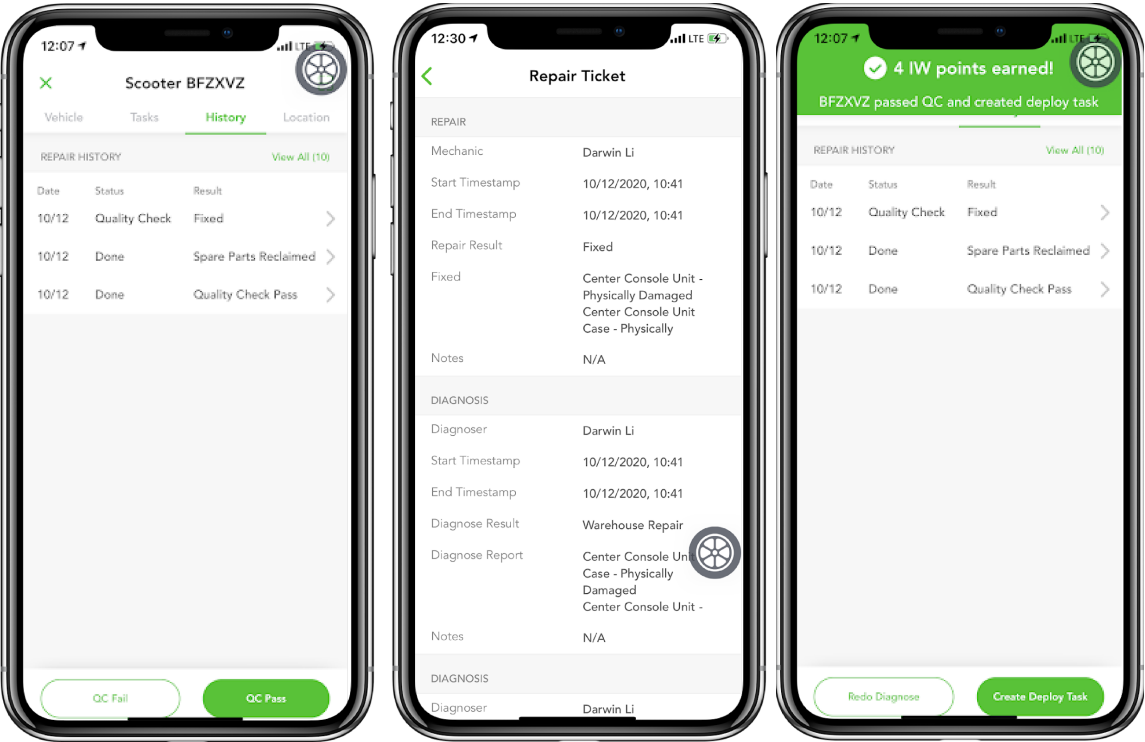 12:07
LTE
Scooter BFZXVZ
Vehicle Tasks History Location
REPAIR HISTORY View All (10)
Date Status Result
10/12 Quality Check Fixed
10/12 Done Spare Parts Reclaimed
10/12 Done Quality Check Pass
QC Fail QC Pass
12:30 LTE
Repair Ticket
REPAIR
Mechanic Darwin Li
Start Timestamp 10/12/2020, 10:41
End Timestamp 10/12/2020, 10:41
Repair Result Fixed
Fixed Center Console Unit -
Physically Damaged
Center Console Unit
Case - Physically
Notes N/A
DIAGNOSIS
Diagnoser Darwin Li
Start Timestamp 10/12/2020, 10:41
End Timestamp 10/12/2020, 10:41
Diagnose Result Warehouse Repair
Diagnose Report Center Console Unit
Case - Physically
Damaged
Center Console Unit -
Notes N/A
DIAGNOSIS
Diagnoser Darwin Li
12:07 LTE
4 IW points earned!
BFZXVZ passed QC and created deploy task
REPAIR HISTORY View All (10)
Date Status Result
10/12 Quality Check Fixed
10/12 Done Spare Parts Reclaimed
10/12 Done Quality Check Pass
Redo Diagnose Create Deploy Task